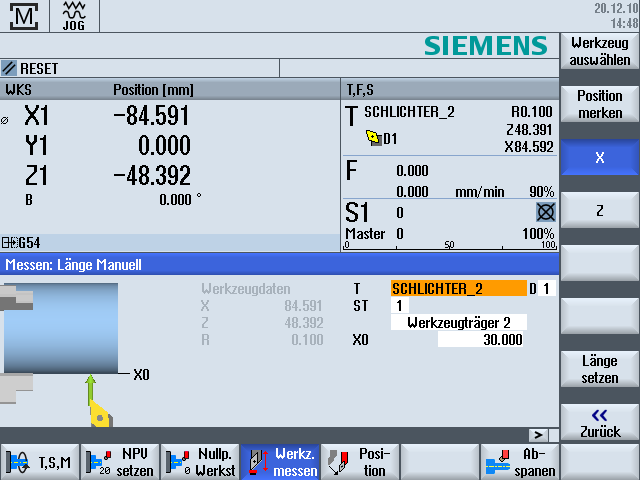 M
JOG
20.12.10
14:48
SIEMENS
Werkzeug
auswählen
RESET
WKS Position [mm]
T,F,S
Position
merken
ø X1 -84.591
Y1 0.000
Z1 -48.392
B 0.000 °
T SCHLICHTER_2 R0.100
D1 Z48.391
X84.592
X
F 0.000
0.000 mm/min 90%
Z
S1 0
Master 0 100%
0 50 100
G54
Messen: Länge Manuell
Werkzeugdaten
X 84.591
Z 48.392
R 0.100
T SCHLICHTER_2 D 1
ST 1
Werkzeugträger 2
X0 30.000
X0
Länge
setzen
«
Zurück
>
T,S,M
NPV
20 setzen
Nullp.
0 Werkst
Werkz.
messen
Posi-
tion
Ab-
spanen